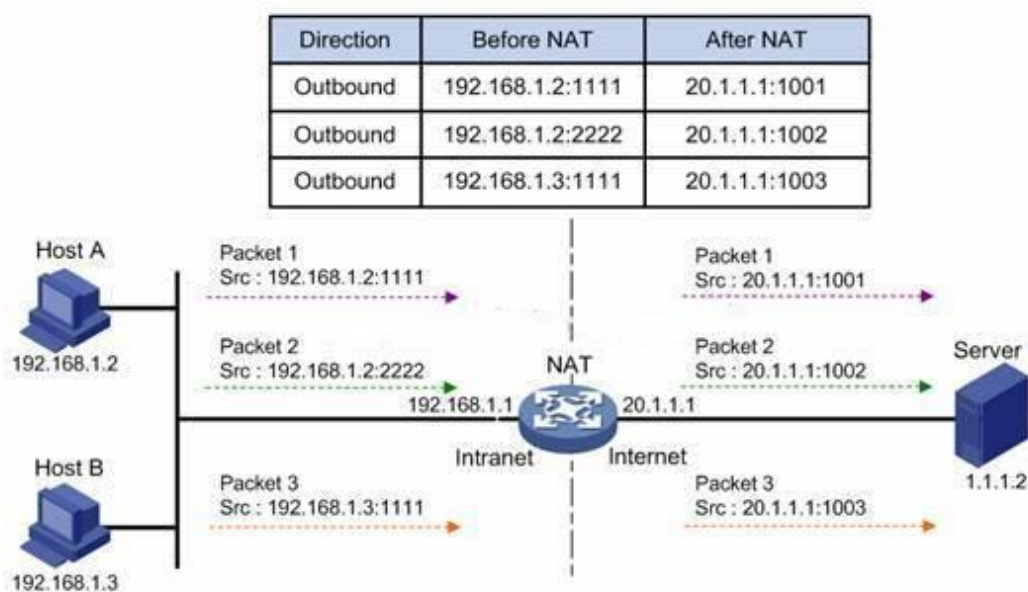 Direction Before NAT After NAT
Outbound 192.168.1.2:1111 20.1.1.1:1001
Outbound 192.168.1.2:2222 20.1.1.1:1002
Outbound 192.168.1.3:1111 20.1.1.1:1003
Host A
192.168.1.2
Packet 1
Src : 192.168.1.2:1111
Packet 1
Src : 20.1.1.1:1001
Packet 2
Src : 192.168.1.2:2222
NAT
Packet 2
Src : 20.1.1.1:1002
Server
192.168.1.1
20.1.1.1
Intranet
Internet
1.1.1.2
Host B
192.168.1.3
Packet 3
Src : 192.168.1.3:1111
Packet 3
Src : 20.1.1.1:1003